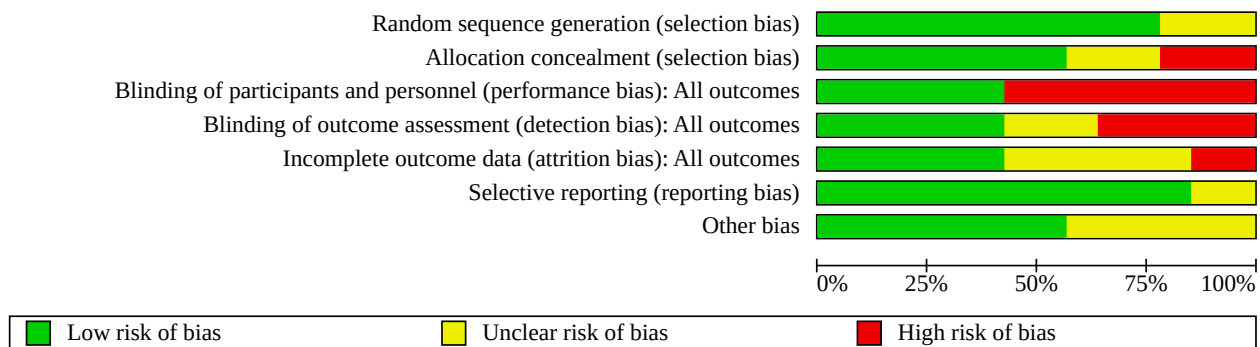 Random sequence generation (selection bias)
Allocation concealment (selection bias)
Blinding of participants and personnel (performance bias): All outcomes
Blinding of outcome assessment (detection bias): All outcomes
Incomplete outcome data (attrition bias): All outcomes
Selective reporting (reporting bias)
Other bias
0% 25% 50% 75% 100%
Low risk of bias Unclear risk of bias High risk of bias